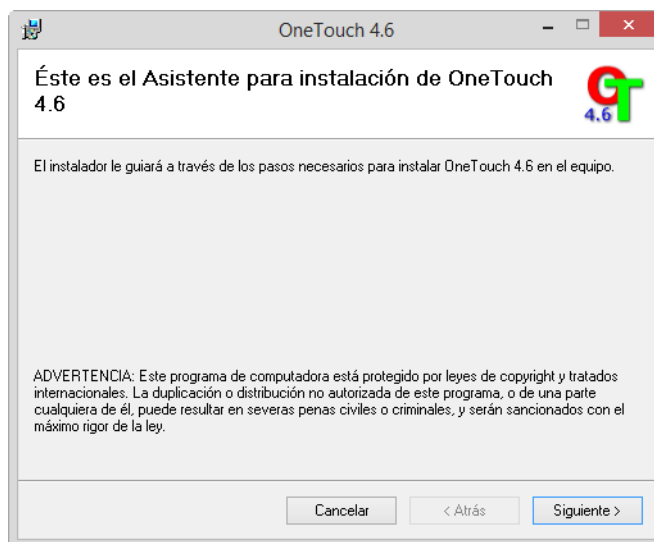 OneTouch 4.6
Éste es el Asistente para instalación de OneTouch
4.6
OT
4.6
El instalador le guiará a través de los pasos necesarios para instalar OneTouch 4.6 en el equipo.
ADVERTENCIA: Este programa de computadora está protegido por leyes de copyright y tratados
internacionales. La duplicación o distribución no autorizada de este programa, o de una parte
cualquiera de él, puede resultar en severas penas civiles o criminales, y serán sancionados con el
máximo rigor de la ley.
Cancelar
< Atrás
Siguiente >